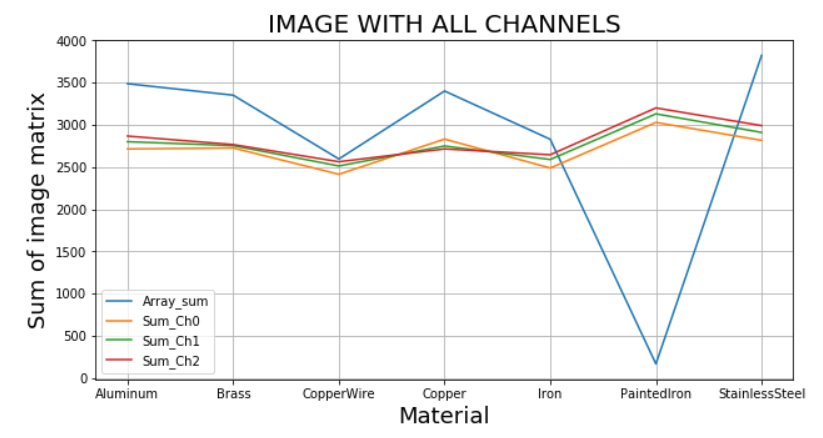 IMAGE WITH ALL CHANNELS
Sum of image matrix
4000
3500
3000
2500
2000
1500
1000
500
0
Array_sum
Sum_Ch0
Sum_Ch1
Sum_Ch2
Aluminum Brass CopperWire Copper Iron PaintedIron StainlessSteel
Material